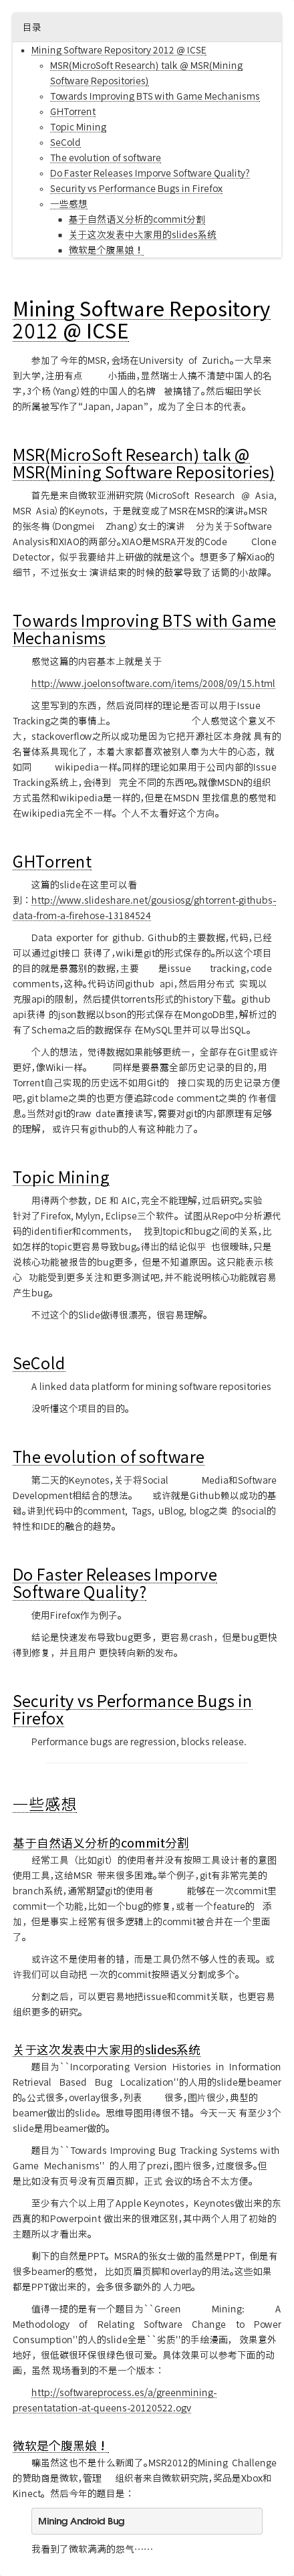 目录
Mining Software Repository 2012 @ ICSE
MSR(MicroSoft Research) talk @ MSR(Mining
Software Repositories)
Towards Improving BTS with Game Mechanisms
GHTorrent
Topic Mining
SeCold
The evolution of software
Do Faster Releases Imporve Software Quality?
Security vs Performance Bugs in Firefox
一些感想
基于自然语义分析的commit分割
关于这次发表中大家用的slides系统
微软是个腹黑娘！
Mining Software Repository
2012 @ ICSE
参加了今年的MSR,会场在University of Zurich。一大早来
到大学,注册有点 小插曲,显然瑞士人搞不清楚中国人的名
字,3个杨（Yang）姓的中国人的名牌 被搞错了。然后堀田学长
的所属被写作了“Japan, Japan”，成为了全日本的代表。
MSR(MicroSoft Research) talk @
MSR(Mining Software Repositories)
首先是来自微软亚洲研究院（MicroSoft Research @ Asia,
MSR Asia）的Keynots，于是就变成了MSR在MSR的演讲。MSR
的张冬梅（Dongmei Zhang）女士的演讲 分为关于Software
Analysis和XIAO的两部分。XIAO是MSRA开发的Code Clone
Detector，似乎我要给井上研做的就是这个。想更多了解Xiao的
细节，不过张女士 演讲结束的时候的鼓掌导致了话筒的小故障。
Towards Improving BTS with Game
Mechanisms
感觉这篇的内容基本上就是关于
http://www.joelonsoftware.com/items/2008/09/15.html
这里写到的东西，然后说同样的理论是否可以用于Issue
Tracking之类的事情上。 个人感觉这个意义不
大，stackoverflow之所以成功是因为它把开源社区本身就 具有的
名誉体系具现化了，本着大家都喜欢被别人奉为大牛的心态，就
如同 wikipedia一样。同样的理论如果用于公司内部的Issue
Tracking系统上,会得到 完全不同的东西吧。就像MSDN的组织
方式虽然和wikipedia是一样的,但是在MSDN 里找信息的感觉和
在wikipedia完全不一样。个人不太看好这个方向。
GHTorrent
这篇的slide在这里可以看
到：http://www.slideshare.net/gousiosg/ghtorrent-githubs-
data-from-a-firehose-13184524
Data exporter for github. Github的主要数据,代码,已经
可以通过git接口 获得了,wiki是git的形式保存的。所以这个项目
的目的就是暴露别的数据,主要 是issue tracking,code
comments,这种。代码访问github api,然后用分布式 实现以
克服api的限制，然后提供torrents形式的history下载。github
api获得 的json数据以bson的形式保存在MongoDB里,解析过的
有了Schema之后的数据保存 在MySQL里并可以导出SQL。
个人的想法，觉得数据如果能够更统一，全部存在Git里或许
更好,像Wiki一样。 同样是要暴露全部历史记录的目的,用
Torrent自己实现的历史远不如用Git的 接口实现的历史记录方便
吧,git blame之类的也更方便追踪code comment之类的 作者信
息。当然对git的raw date直接读写,需要对git的内部原理有足够
的理解， 或许只有github的人有这种能力了。
Topic Mining
用得两个参数，DE 和 AIC,完全不能理解,过后研究。实验
针对了Firefox, Mylyn, Eclipse三个软件。试图从Repo中分析源代
码的identifier和comments， 找到topic和bug之间的关系,比
如怎样的topic更容易导致bug。得出的结论似乎 也很暧昧,只是
说核心功能被报告的bug更多，但是不知道原因。这只能表示核
心 功能受到更多关注和更多测试吧,并不能说明核心功能就容易
产生bug。
不过这个的Slide做得很漂亮，很容易理解。
SeCold
A linked data platform for mining software repositories
没听懂这个项目的目的。
The evolution of software
第二天的Keynotes,关于将Social Media和Software
Development相结合的想法。 或许就是Github赖以成功的基
础。讲到代码中的comment, Tags, uBlog, blog之类 的social的
特性和IDE的融合的趋势。
Do Faster Releases Imporve
Software Quality?
使用Firefox作为例子。
结论是快速发布导致bug更多，更容易crash，但是bug更快
得到修复，并且用户 更快转向新的发布。
Security vs Performance Bugs in
Firefox
Performance bugs are regression, blocks release.
一些感想
基于自然语义分析的commit分割
经常工具（比如git）的使用者并没有按照工具设计者的意图
使用工具,这给MSR 带来很多困难。举个例子,git有非常完美的
branch系统,通常期望git的使用者 能够在一次commit里
commit一个功能,比如一个bug的修复,或者一个feature的 添
加，但是事实上经常有很多逻辑上的commit被合并在一个里面
了。
或许这不是使用者的错，而是工具仍然不够人性的表现。或
许我们可以自动把 一次的commit按照语义分割成多个。
分割之后，可以更容易地把issue和commit关联，也更容易
组织更多的研究。
关于这次发表中大家用的slides系统
题目为``Incorporating Version Histories in Information
Retrieval Based Bug Localization''的人用的slide是beamer
的。公式很多,overlay很多,列表 很多,图片很少,典型的
beamer做出的slide。思维导图用得很不错。今天一天 有至少3个
slide是用beamer做的。
题目为``Towards Improving Bug Tracking Systems with
Game Mechanisms'' 的人用了prezi,图片很多,过度很多。但
是比如没有页号没有页眉页脚，正式 会议的场合不太方便。
至少有六个以上用了Apple Keynotes，Keynotes做出来的东
西真的和Powerpoint 做出来的很难区别,其中两个人用了初始的
主题所以才看出来。
剩下的自然是PPT。MSRA的张女士做的虽然是PPT，倒是有
很多beamer的感觉， 比如页眉页脚和overlay的用法。这些如果
都是PPT做出来的，会多很多额外的 人力吧。
值得一提的是有一个题目为``Green Mining: A
Methodology of Relating Software Change to Power
Consumption''的人的slide全是``劣质''的手绘漫画， 效果意外
地好，很低碳很环保很绿色很可爱。具体效果可以参考下面的动
画，虽然 现场看到的不是一个版本：
http://softwareprocess.es/a/greenmining-
presentatation-at-queens-20120522.ogv
微软是个腹黑娘！
嘛虽然这也不是什么新闻了。MSR2012的Mining Challenge
的赞助商是微软,管理 组织者来自微软研究院,奖品是Xbox和
Kinect。然后今年的题目是：
Mining Android Bug
我看到了微软满满的怨气……